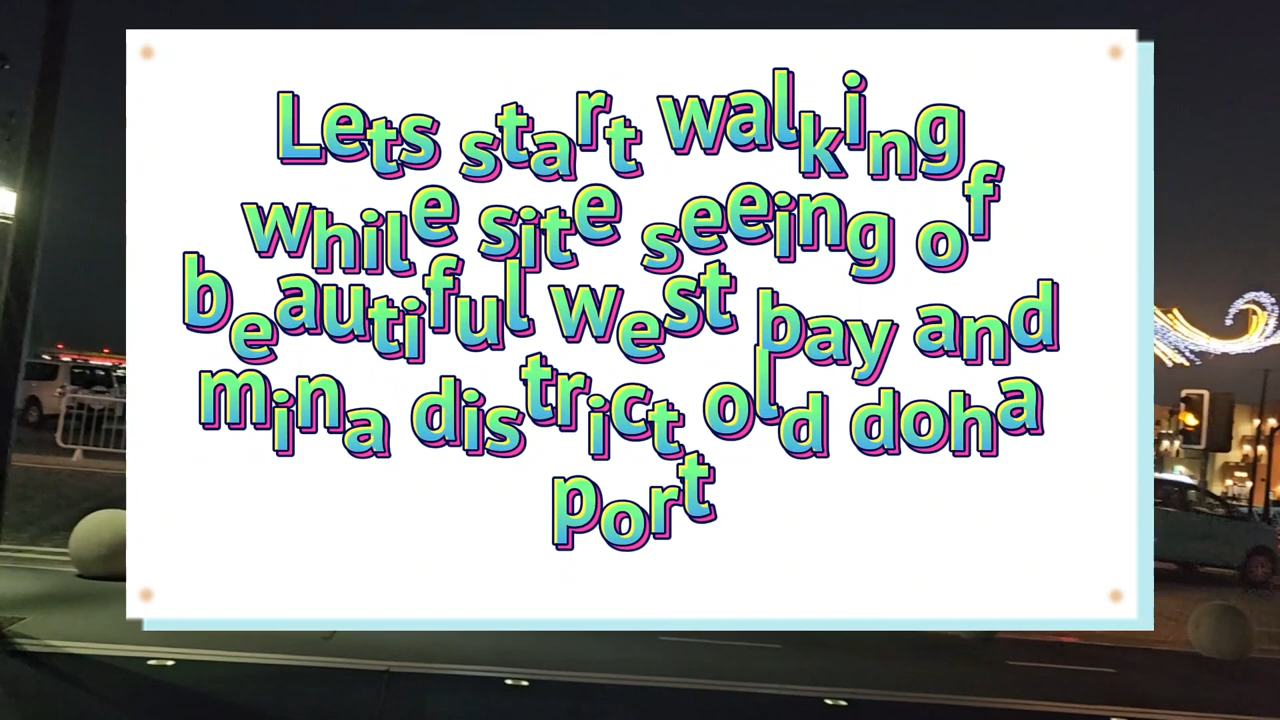 Lets start walking
while site seeing of
beautiful west bay and
mina district old doha
port